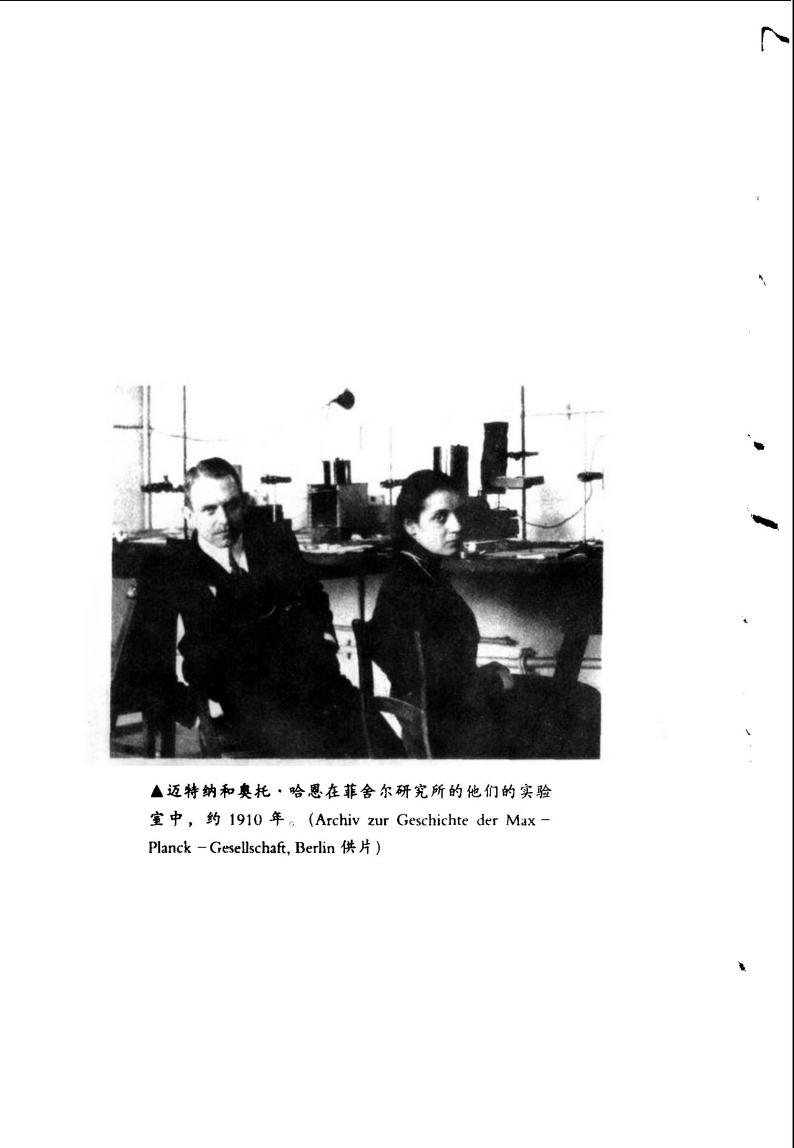 ▲迈特纳和奥托·哈恩在菲舍尔研究所的他们的实验
室中，约 1910 年。(Archiv zur Geschichte der Max –
Planck – Gesellschaft, Berlin 供片)